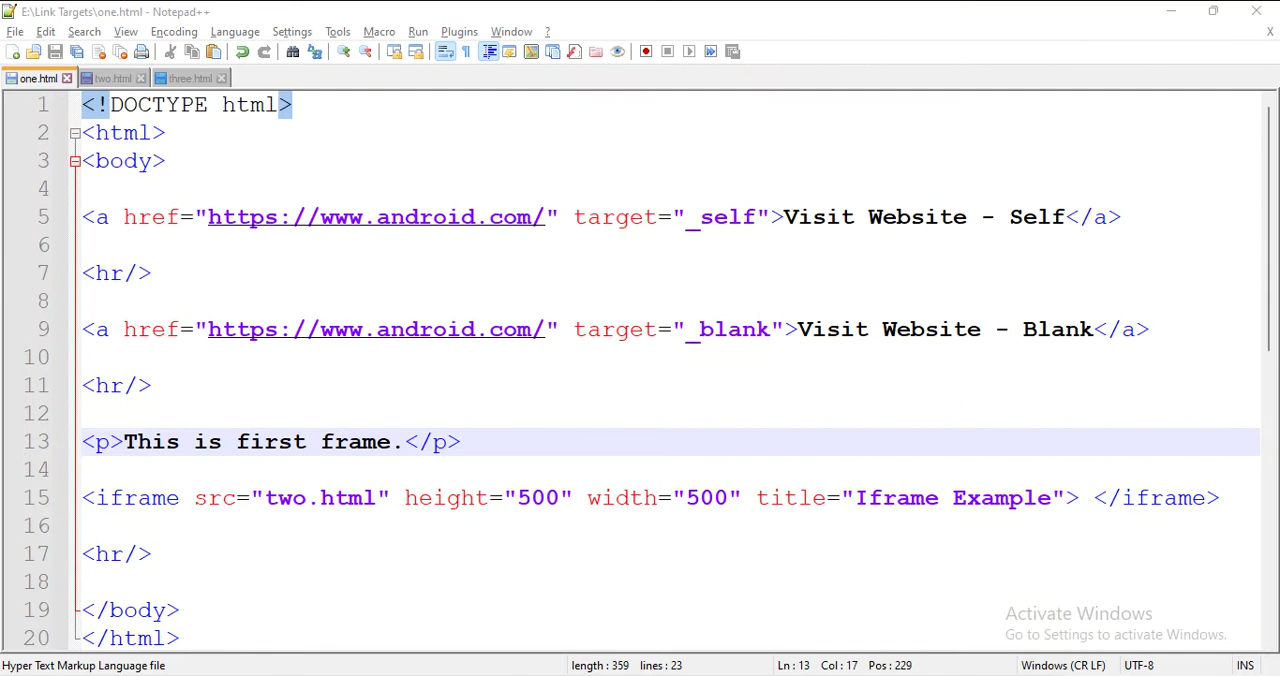 E:\Link Targets\one.html - Notepad++
File Edit Search View Encoding Language Settings Tools Macro Run Plugins Window ? X
one.html two.html three.html
1 <!DOCTYPE html>
2 <html>
3 <body>
4
5 <a href="https://www.android.com/" target="_self">Visit Website - Self</a>
6
7 <hr/>
8
9 <a href="https://www.android.com/" target="_blank">Visit Website - Blank</a>
10
11 <hr/>
12
13 <p>This is first frame.</p>
14
15 <iframe src="two.html" height="500" width="500" title="Iframe Example"> </iframe>
16
17 <hr/>
18
19 </body>
20 </html>
Activate Windows
Go to Settings to activate Windows.
Hyper Text Markup Language file length : 359 lines : 23 Ln : 13 Col : 17 Pos : 229 Windows (CR LF) UTF-8 INS